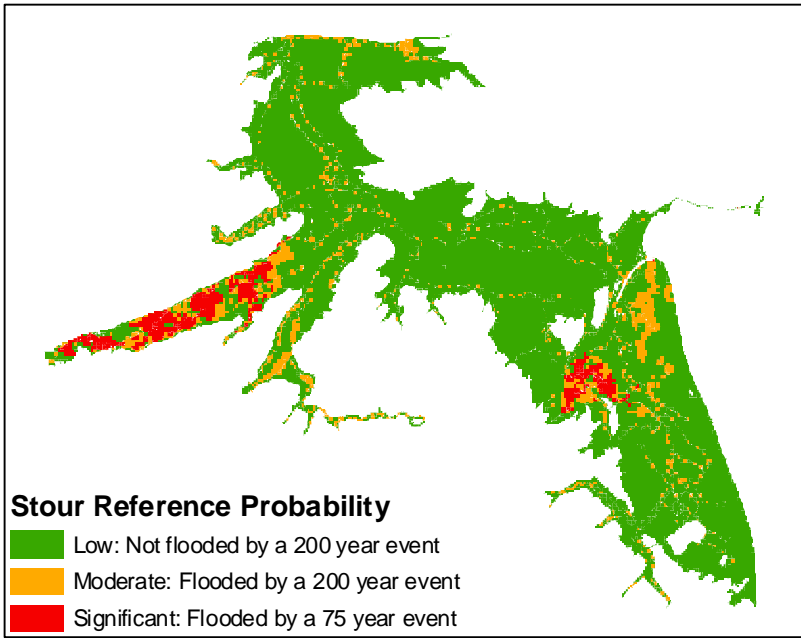 Stour Reference Probability
Low: Not flooded by a 200 year event
Moderate: Flooded by a 200 year event
Significant: Flooded by a 75 year event